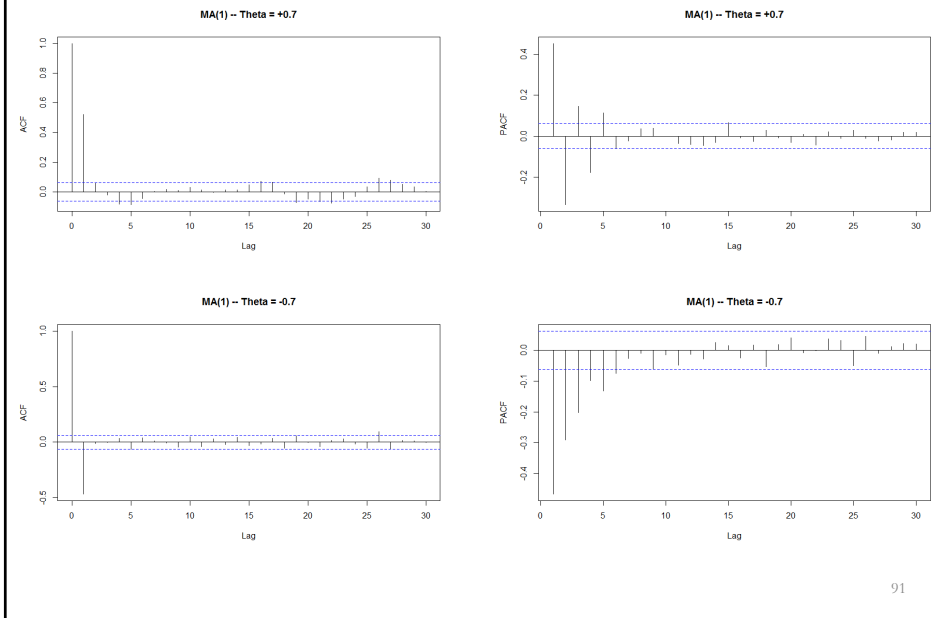 MA(1) -- Theta = +0.7
ACF
1.0
0.8
0.6
0.4
0.2
0.0
0 5 10 15 20 25 30
Lag
MA(1) -- Theta = +0.7
PACF
0.4
0.2
0.0
-0.2
0 5 10 15 20 25 30
Lag
MA(1) -- Theta = -0.7
ACF
1.0
0.5
0.0
-0.5
0 5 10 15 20 25 30
Lag
MA(1) -- Theta = -0.7
PACF
0.0
-0.1
-0.2
-0.3
-0.4
0 5 10 15 20 25 30
Lag
91